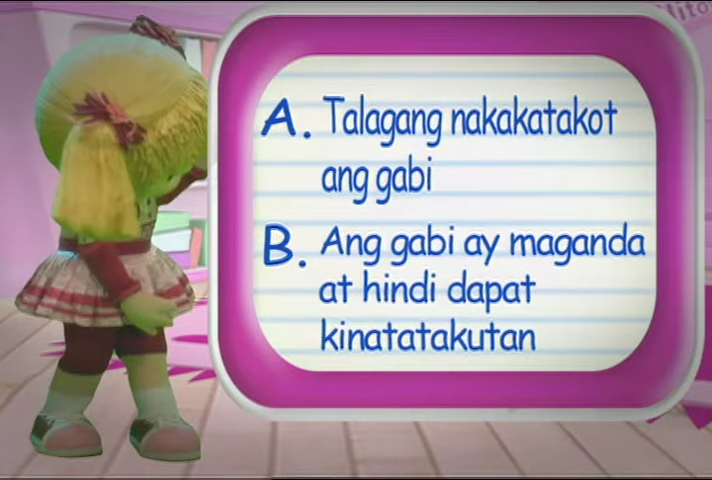 A. Talagang nakakatakot
ang gabi
B. Ang gabi ay maganda
at hindi dapat
kinatatakutan